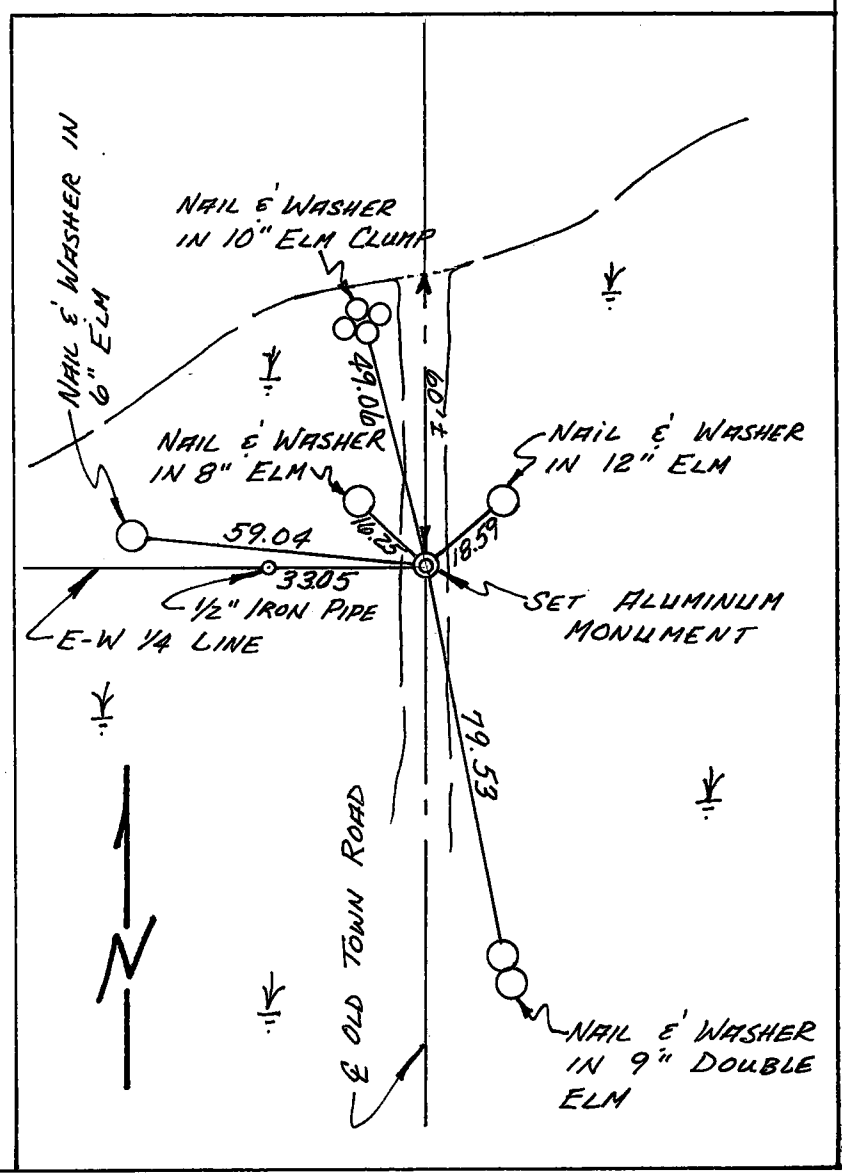 NAIL & WASHER IN
6" ELM
NAIL & WASHER
IN 10" ELM CLUMP
49.06
60'±
NAIL & WASHER
IN 8" ELM
16.25
NAIL & WASHER
IN 12" ELM
18.59
59.04
33.05
1/2" IRON PIPE
E-W 1/4 LINE
SET ALUMINUM
MONUMENT
79.53
℄ OLD TOWN ROAD
N
NAIL & WASHER
IN 9" DOUBLE
ELM